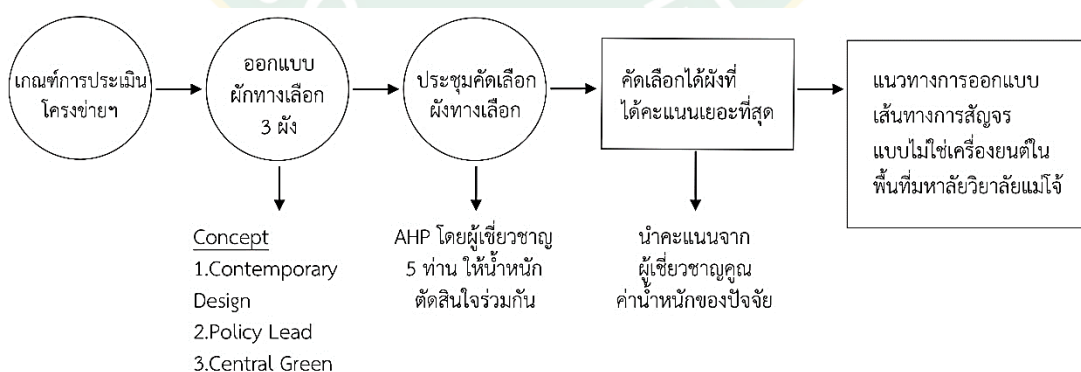 เกณฑ์การประเมิน
โครงข่ายฯ
ออกแบบ
ผักทางเลือก
3 ผัง
ประชุมคัดเลือก
ผังทางเลือก
คัดเลือกได้ผังที่
ได้คะแนนเยอะที่สุด
แนวทางการออกแบบ
เส้นทางการสัญจร
แบบไม่ใช่เครื่องยนต์ใน
พื้นที่มหาลัยวิยาลัยแม่โจ้
Concept
1.Contemporary
Design
2.Policy Lead
3.Central Green
AHP โดยผู้เชี่ยวชาญ
5 ท่าน ให้น้ำหนัก
ตัดสินใจร่วมกัน
นำคะแนนจาก
ผู้เชี่ยวชาญคูณ
ค่าน้ำหนักของปัจจัย